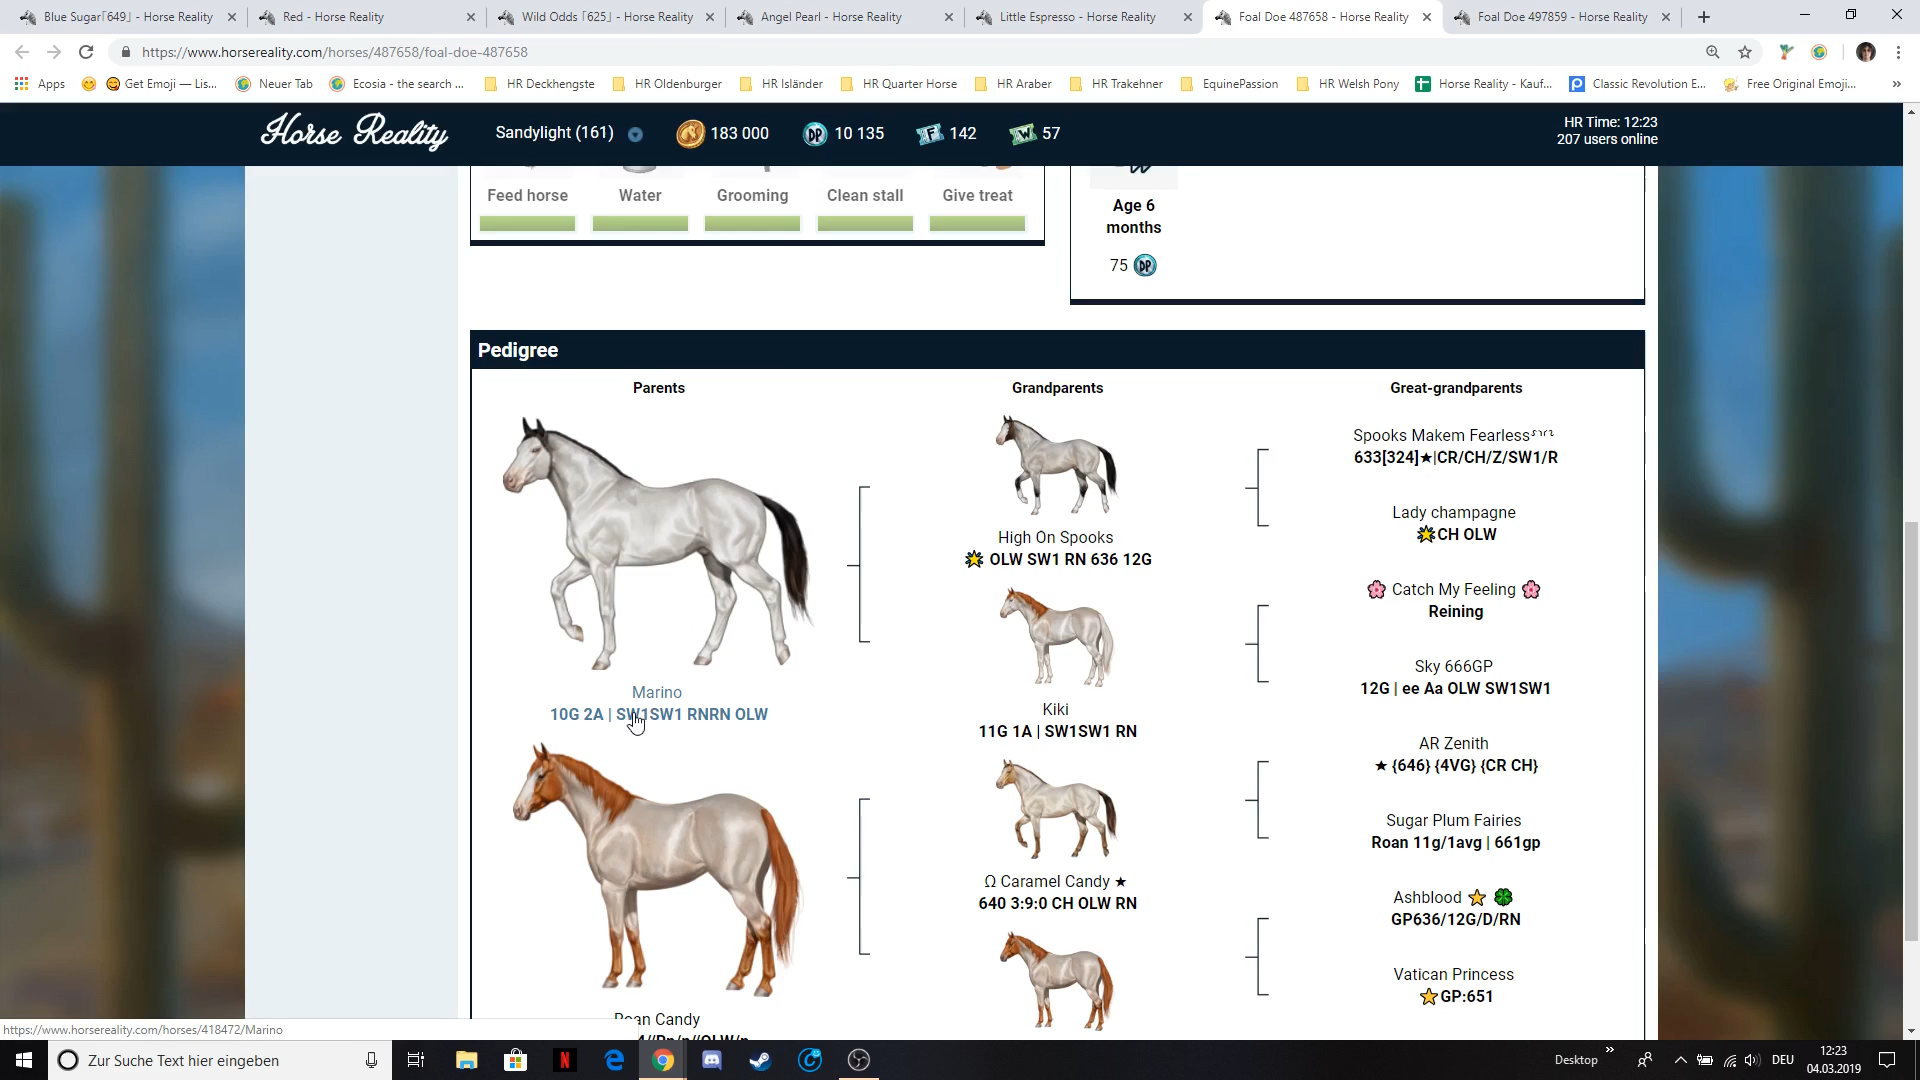 Blue Sugar「649」 - Horse Reality
Red - Horse Reality
Wild Odds 「625」 - Horse Reality
Angel Pearl - Horse Reality
Little Espresso - Horse Reality
Foal Doe 487658 - Horse Reality
Foal Doe 497859 - Horse Reality
https://www.horsereality.com/horses/487658/foal-doe-487658
Apps
Get Emoji — Lis...
Neuer Tab
Ecosia - the search ...
HR Deckhengste
HR Oldenburger
HR Isländer
HR Quarter Horse
HR Araber
HR Trakehner
EquinePassion
HR Welsh Pony
Horse Reality - Kauf...
Classic Revolution E...
Free Original Emoji...
Horse Reality
Sandylight (161)
183 000
DP 10 135
F 142
W 57
HR Time: 12:23
207 users online
Feed horse
Water
Grooming
Clean stall
Give treat
Age 6
months
75 DP
Pedigree
Parents
Grandparents
Great-grandparents
Marino
10G 2A | SW1SW1 RNRN OLW
High On Spooks
🌟 OLW SW1 RN 636 12G
Kiki
11G 1A | SW1SW1 RN
Ω Caramel Candy ★
640 3:9:0 CH OLW RN
Spooks Makem Fearless
633[324]★|CR/CH/Z/SW1/R
Lady champagne
🌟CH OLW
🌸 Catch My Feeling 🌸
Reining
Sky 666GP
12G | ee Aa OLW SW1SW1
AR Zenith
★ {646} {4VG} {CR CH}
Sugar Plum Fairies
Roan 11g/1avg | 661gp
Ashblood ⭐ 🍀
GP636/12G/D/RN
Vatican Princess
⭐GP:651
Roan Candy
https://www.horsereality.com/horses/418472/Marino
Zur Suche Text hier eingeben
Desktop
DEU
12:23
04.03.2019